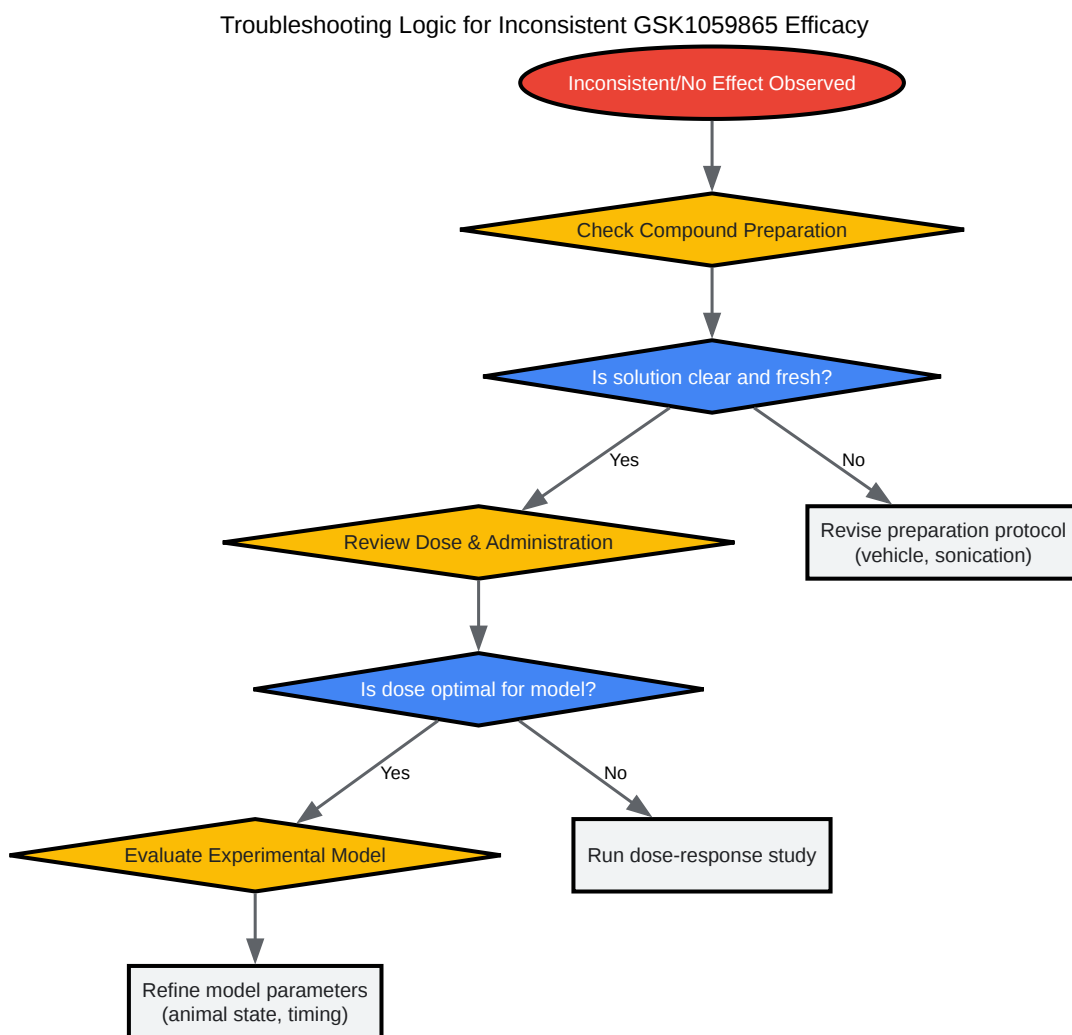 Troubleshooting Logic for Inconsistent GSK1059865 Efficacy
Inconsistent/No Effect Observed
Check Compound Preparation
Is solution clear and fresh?
Yes
No
Review Dose & Administration
Revise preparation protocol
(vehicle, sonication)
Is dose optimal for model?
Yes
No
Evaluate Experimental Model
Run dose-response study
Refine model parameters
(animal state, timing)